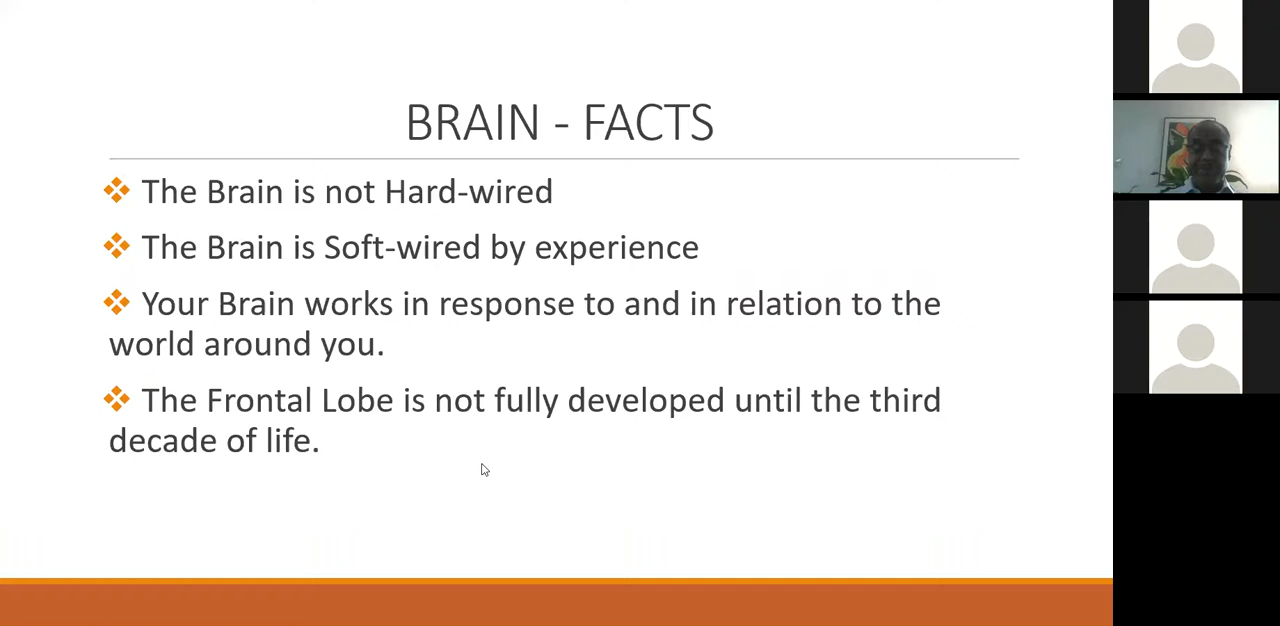 BRAIN - FACTS
The Brain is not Hard-wired
The Brain is Soft-wired by experience
Your Brain works in response to and in relation to the
world around you.
The Frontal Lobe is not fully developed until the third
decade of life.